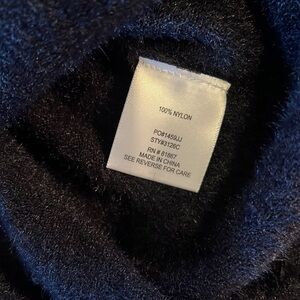 100% NYLON
PO#1459JJ
STY#3126C
RN # 81867
MADE IN CHINA
SEE REVERSE FOR CARE